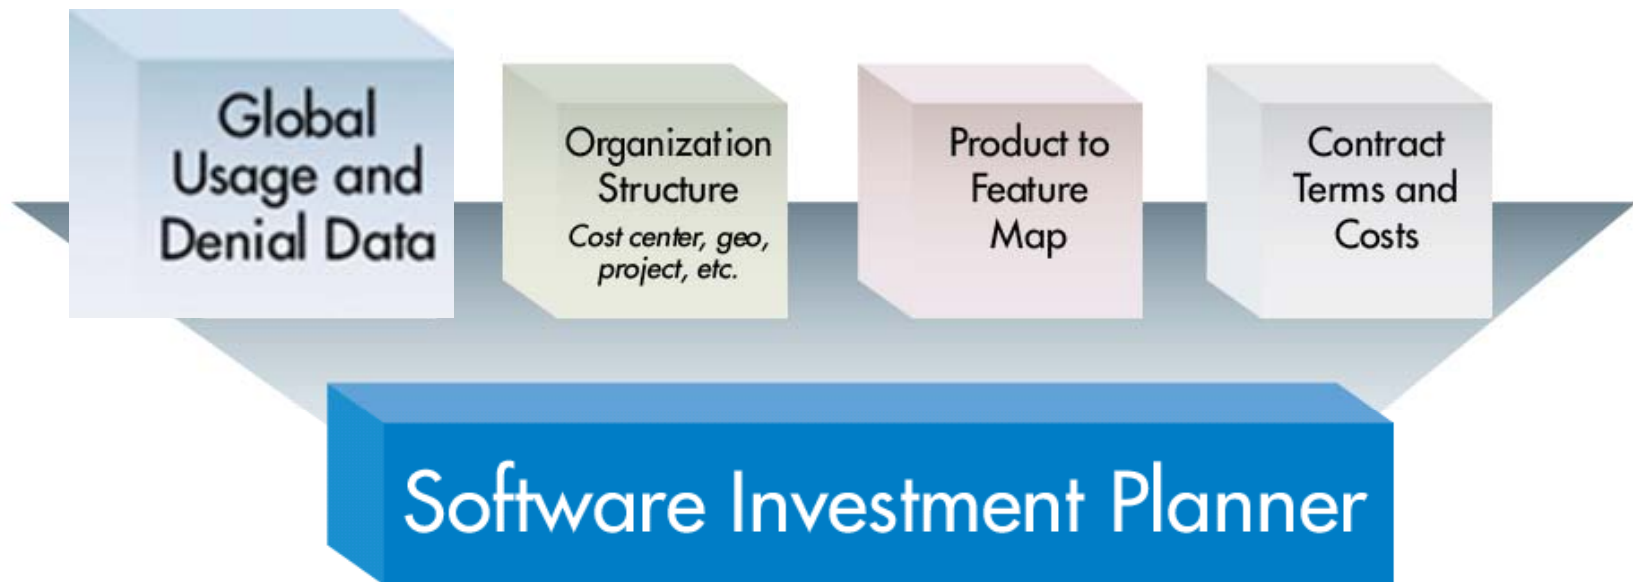 Global
Usage and
Denial Data
Organization
Structure
Cost center, geo,
project, etc.
Product to
Feature
Map
Contract
Terms and
Costs
Software Investment Planner